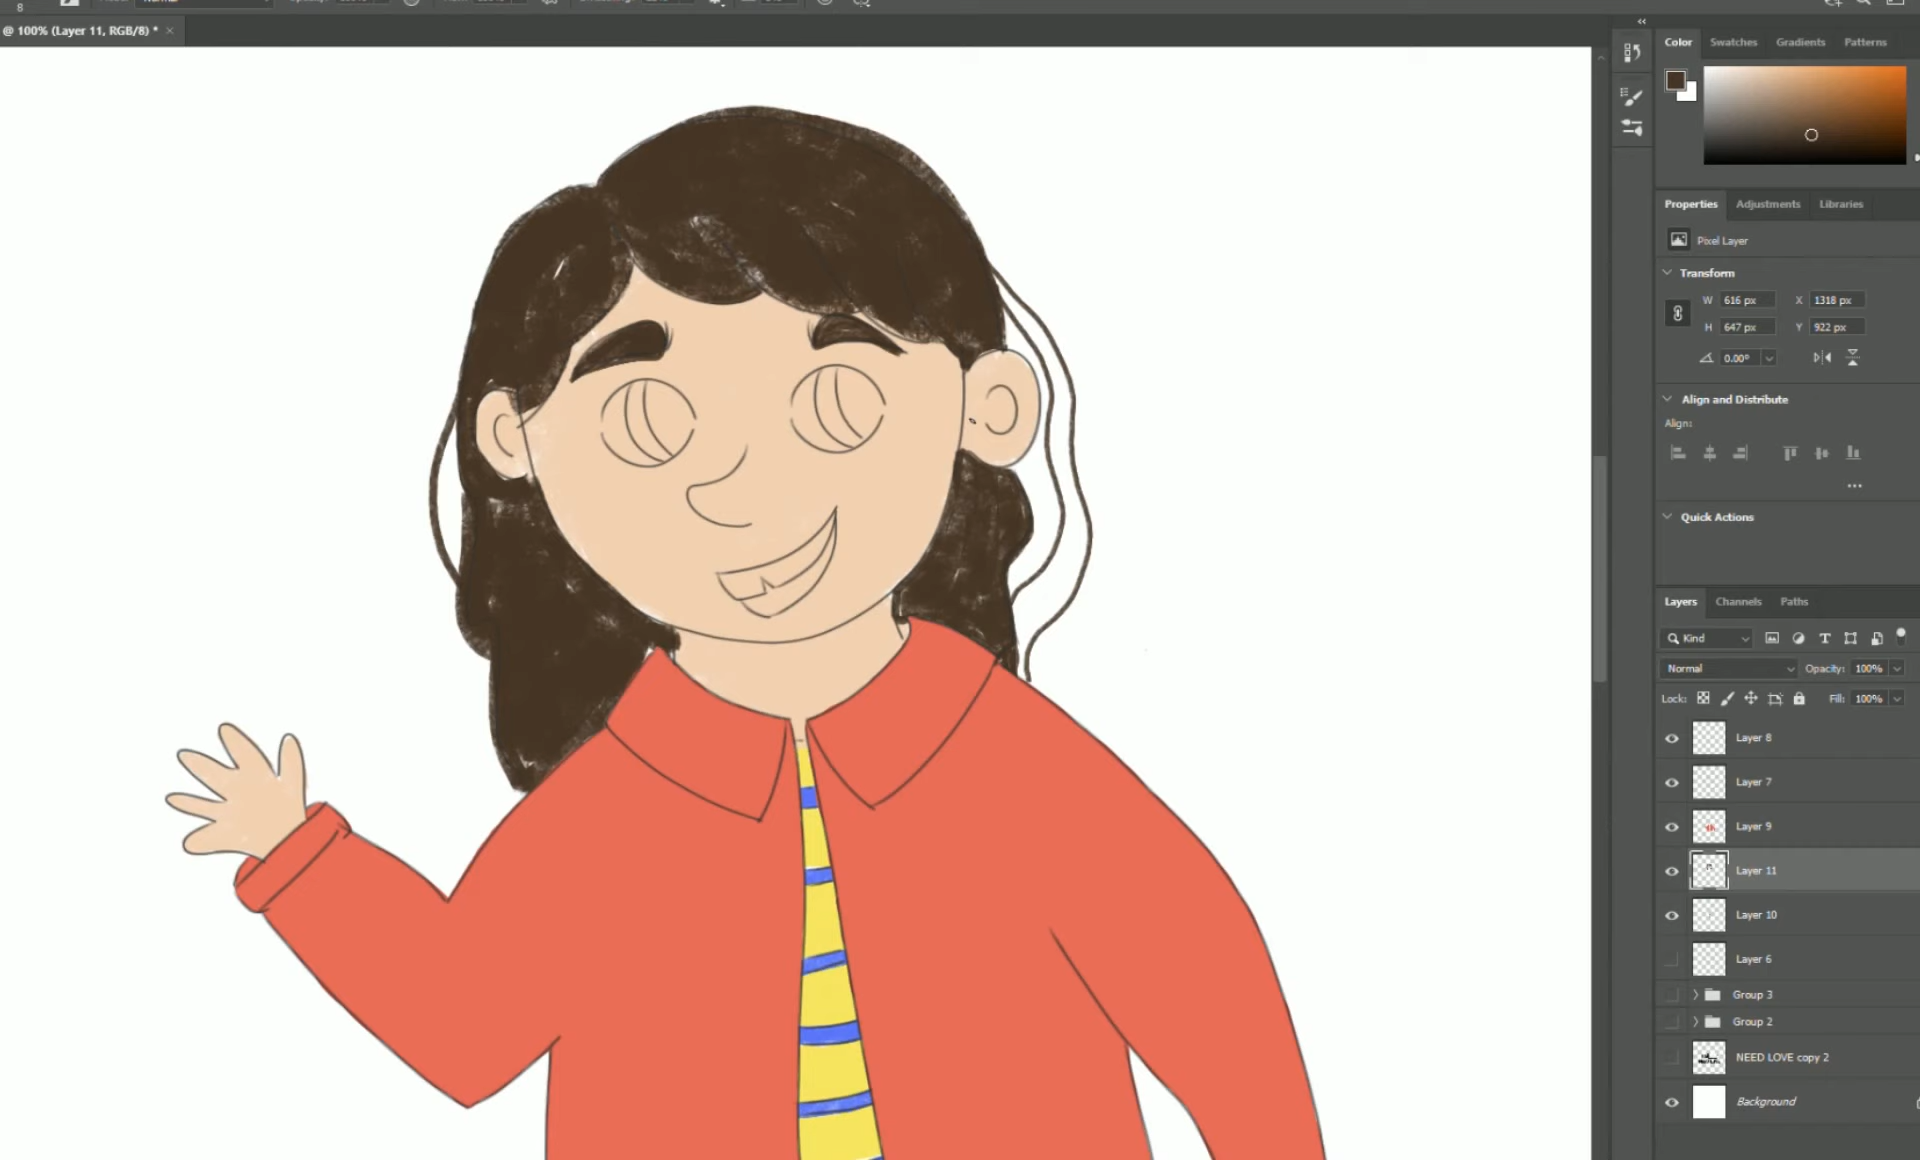 8
@ 100% (Layer 11, RGB/8) *
Color Swatches Gradients Patterns
Properties Adjustments Libraries
Pixel Layer
Transform
W 616 px X 1318 px
H 647 px Y 922 px
0.00°
Align and Distribute
Align:
Quick Actions
Layers Channels Paths
Kind
Normal Opacity: 100%
Lock: Fill: 100%
Layer 8
Layer 7
Layer 9
Layer 11
Layer 10
Layer 6
Group 3
Group 2
NEED LOVE copy 2
Background